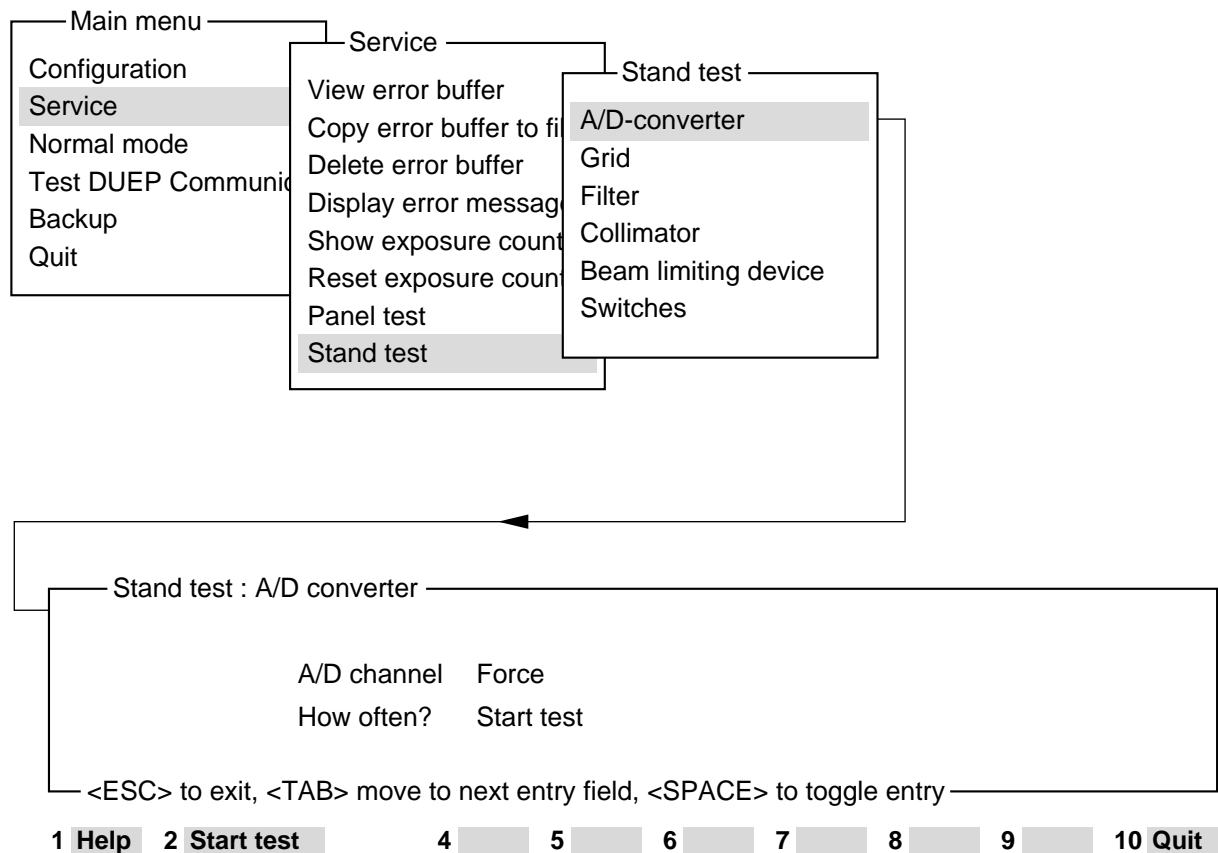 Main menu
Configuration
Service
Normal mode
Test DUEP Communic
Backup
Quit
Service
View error buffer
Copy error buffer to fil
Delete error buffer
Display error messag
Show exposure count
Reset exposure count
Panel test
Stand test
Stand test
A/D-converter
Grid
Filter
Collimator
Beam limiting device
Switches
Stand test : A/D converter
A/D channel Force
How often? Start test
<ESC> to exit, <TAB> move to next entry field, <SPACE> to toggle entry
1 Help 2 Start test 4 5 6 7 8 9 10 Quit